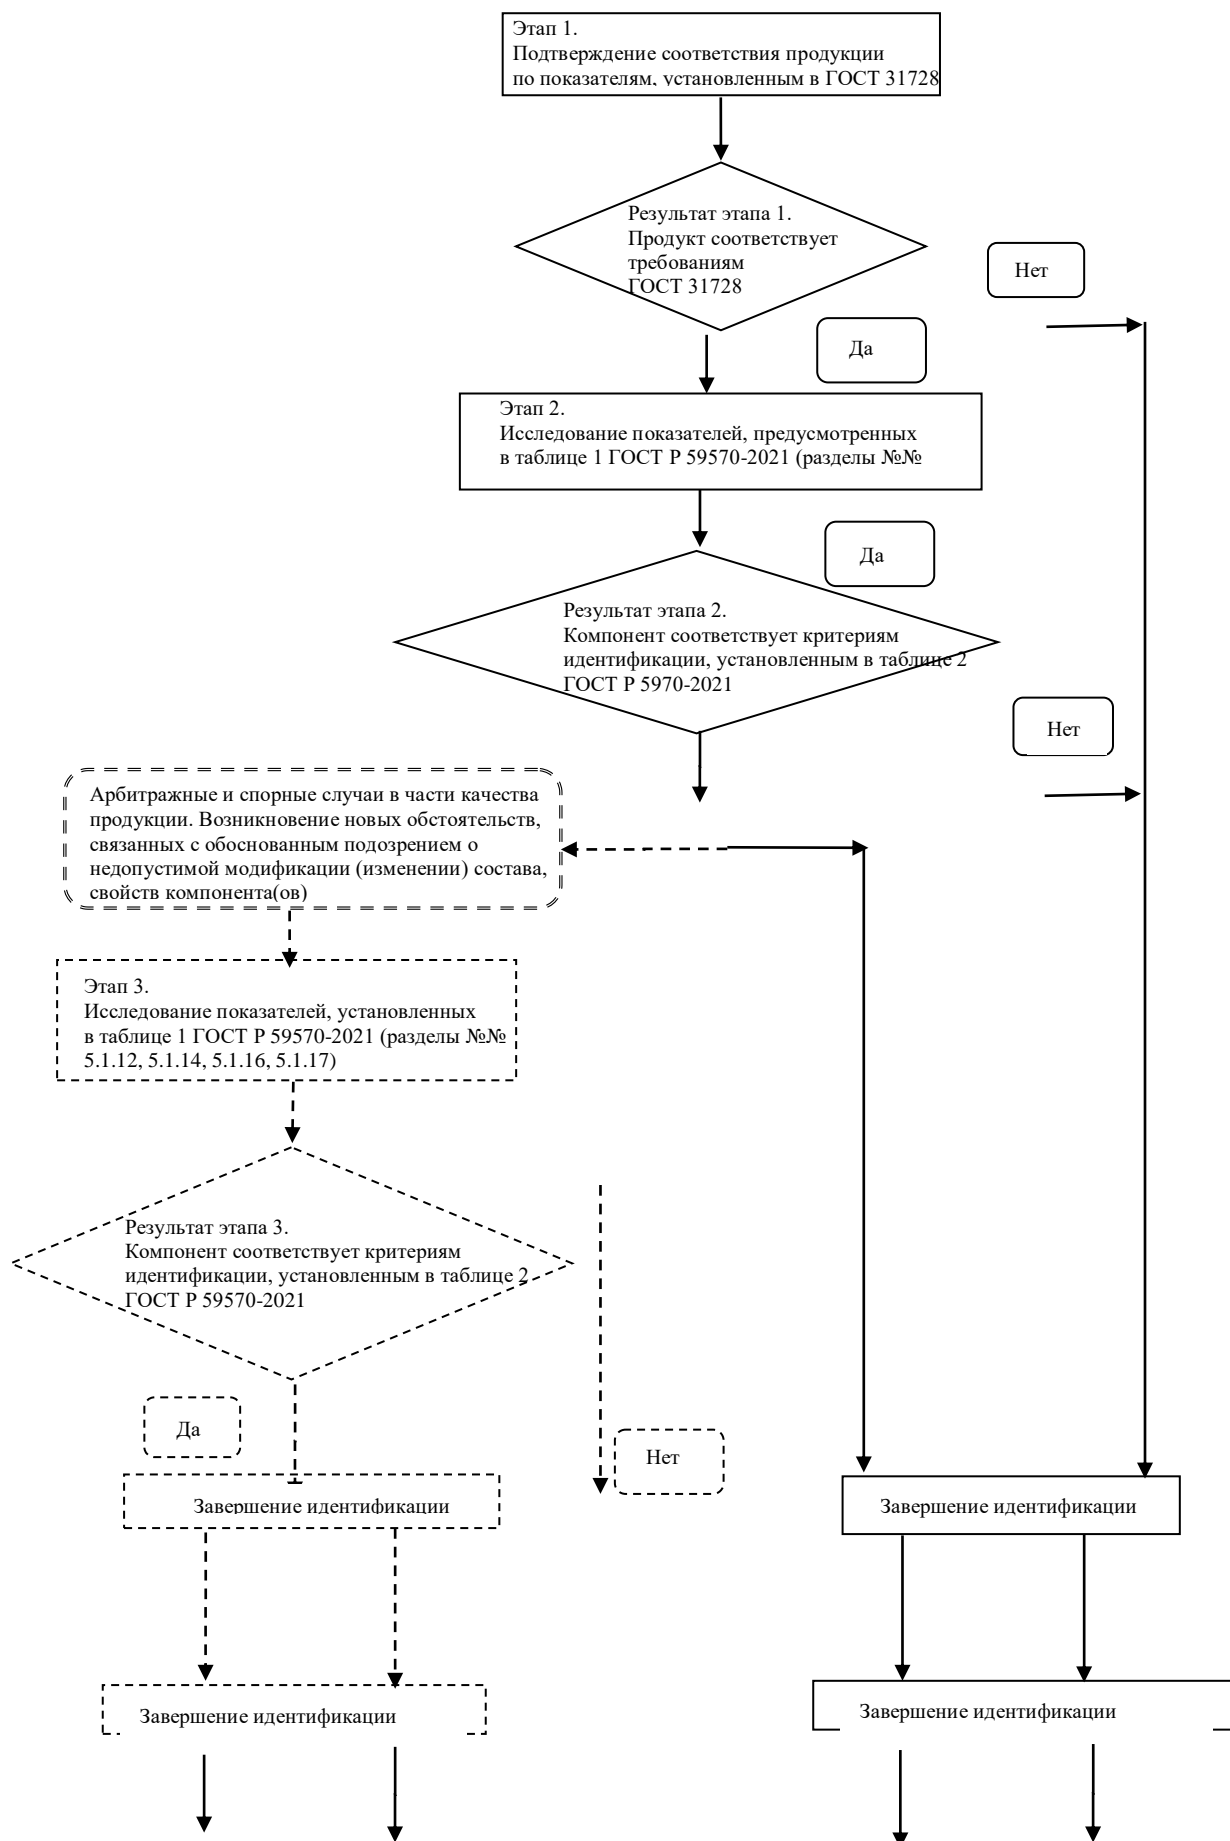 Этап 1.
Подтверждение соответствия продукции
по показателям, установленным в ГОСТ 31728
Результат этапа 1.
Продукт соответствует
требованиям
ГОСТ 31728
Нет
Да
Этап 2.
Исследование показателей, предусмотренных
в таблице 1 ГОСТ Р 59570-2021 (разделы №№
Да
Результат этапа 2.
Компонент соответствует критериям
идентификации, установленным в таблице 2
ГОСТ Р 5970-2021
Нет
Арбитражные и спорные случаи в части качества
продукции. Возникновение новых обстоятельств,
связанных с обоснованным подозрением о
недопустимой модификации (изменении) состава,
свойств компонента(ов)
Этап 3.
Исследование показателей, установленных
в таблице 1 ГОСТ Р 59570-2021 (разделы №№
5.1.12, 5.1.14, 5.1.16, 5.1.17)
Результат этапа 3.
Компонент соответствует критериям
идентификации, установленным в таблице 2
ГОСТ Р 59570-2021
Да
Нет
Завершение идентификации
Завершение идентификации
Завершение идентификации
Завершение идентификации